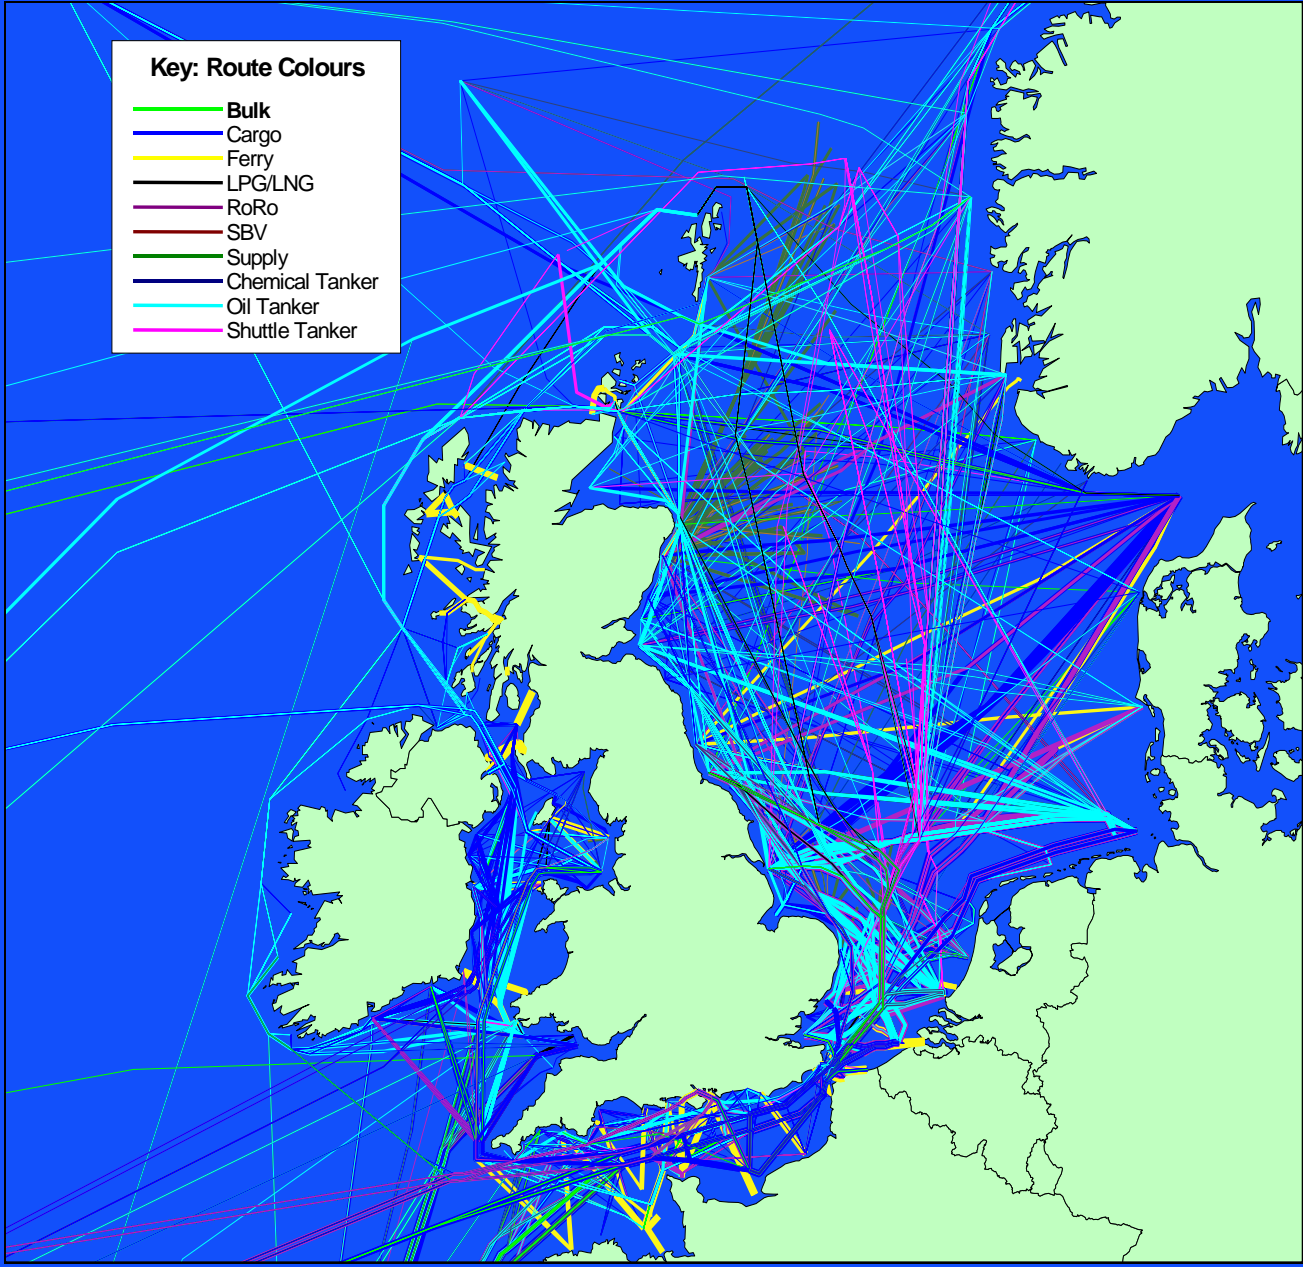 Key: Route Colours
Bulk
Cargo
Ferry
LPG/LNG
RoRo
SBV
Supply
Chemical Tanker
Oil Tanker
Shuttle Tanker